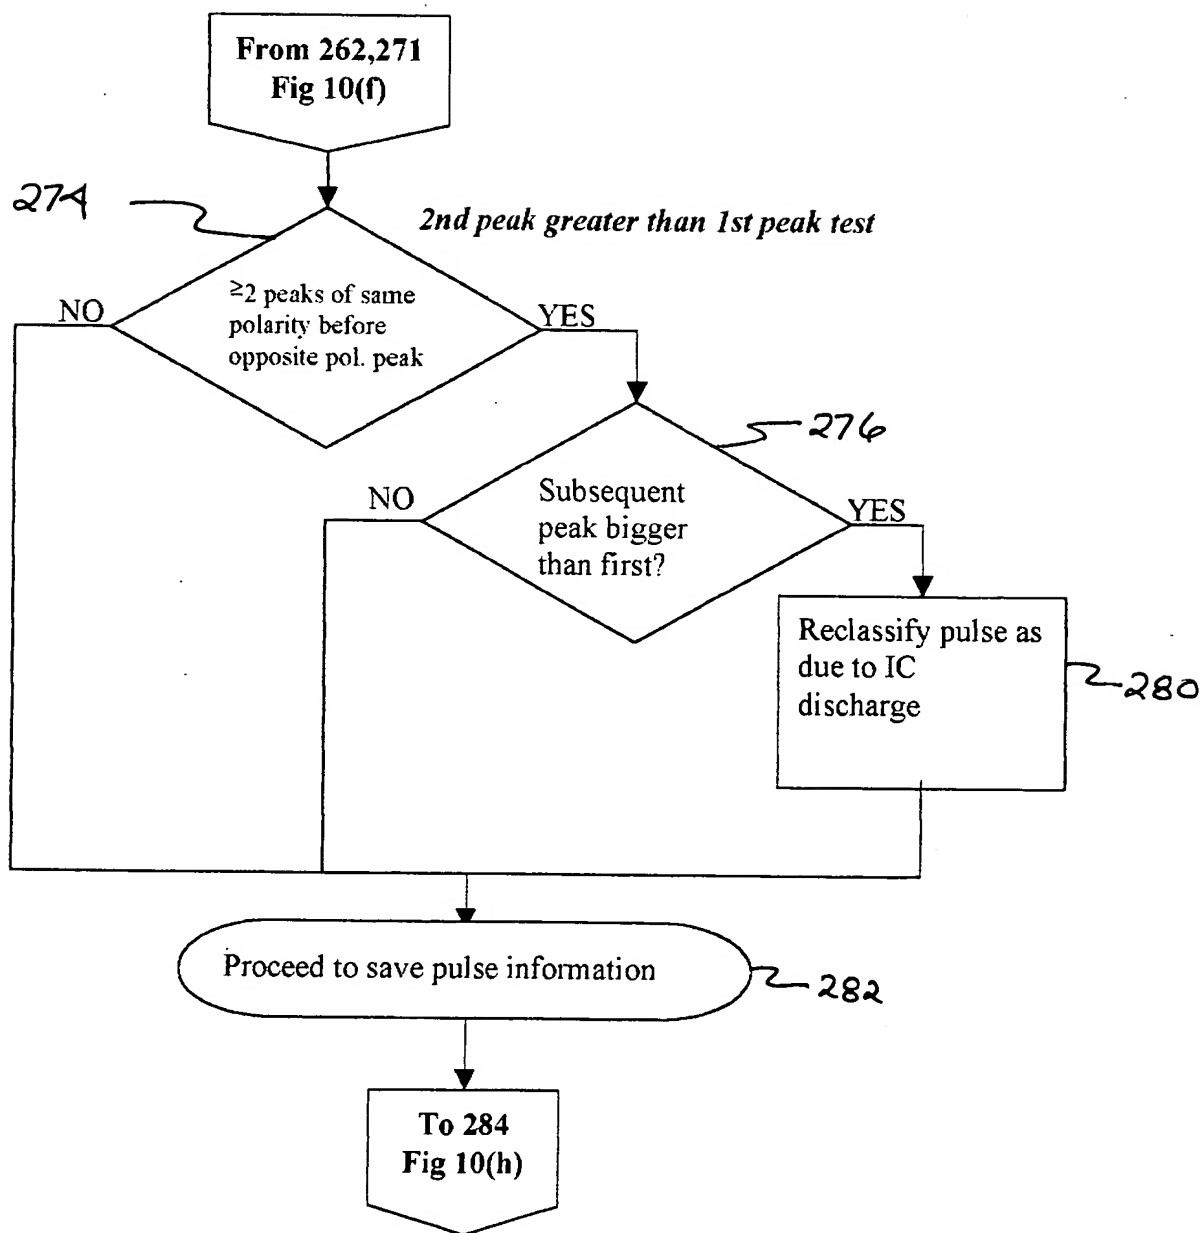 From 262,271
Fig 10(f)
274
2nd peak greater than 1st peak test
≥2 peaks of same
polarity before
opposite pol. peak
NO
YES
276
Subsequent
peak bigger
than first?
NO
YES
Reclassify pulse as
due to IC
discharge
280
Proceed to save pulse information
282
To 284
Fig 10(h)